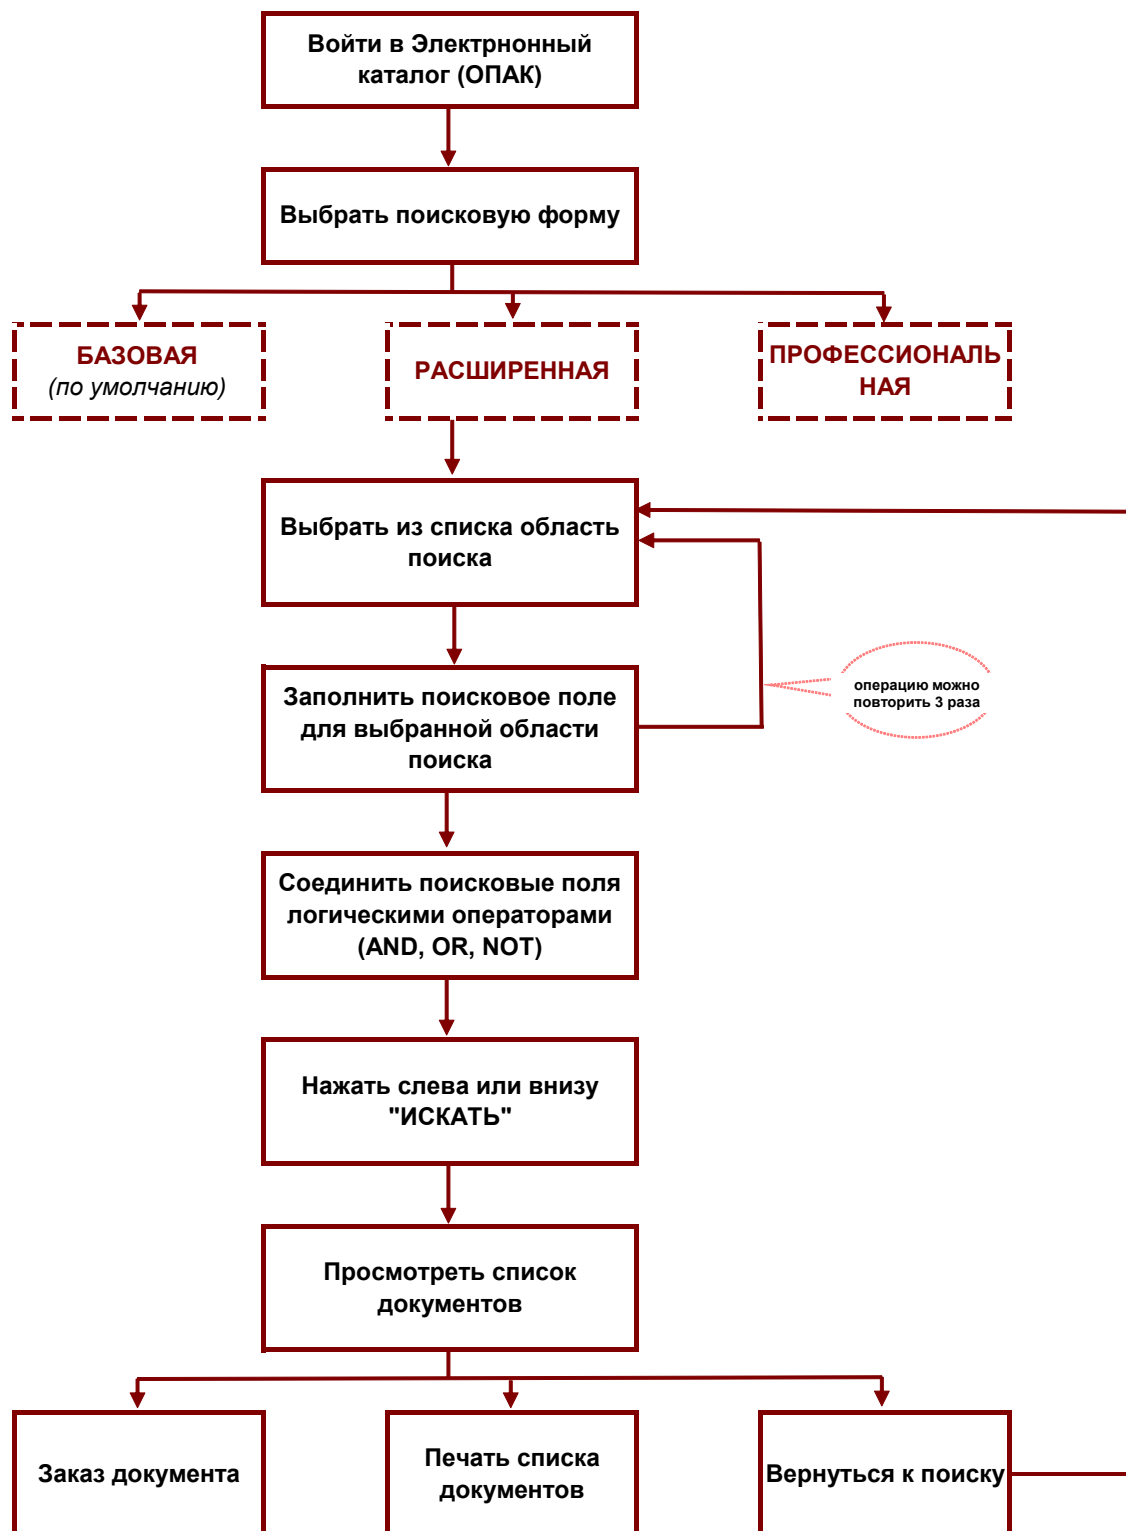 Войти в Электрнонный
каталог (ОПАК)
Выбрать поисковую форму
БАЗОВАЯ
(по умолчанию)
РАСШИРЕННАЯ
ПРОФЕССИОНАЛЬ
НАЯ
Выбрать из списка область
поиска
Заполнить поисковое поле
для выбранной области
поиска
операцию можно
повторить 3 раза
Соединить поисковые поля
логическими операторами
(AND, OR, NOT)
Нажать слева или внизу
"ИСКАТЬ"
Просмотреть список
документов
Заказ документа
Печать списка
документов
Вернуться к поиску